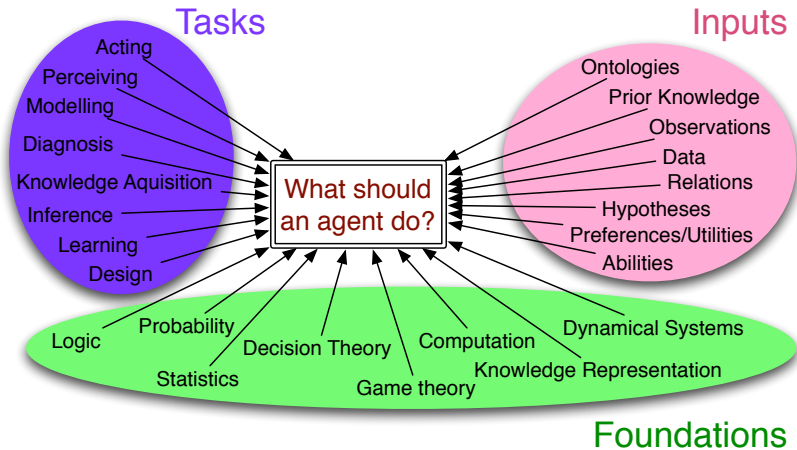 Tasks
Inputs
Acting
Perceiving
Modelling
Diagnosis
Knowledge Aquisition
Inference
Learning
Design
What should
an agent do?
Ontologies
Prior Knowledge
Observations
Data
Relations
Hypotheses
Preferences/Utilities
Abilities
Logic
Probability
Statistics
Decision Theory
Game theory
Computation
Knowledge Representation
Dynamical Systems
Foundations